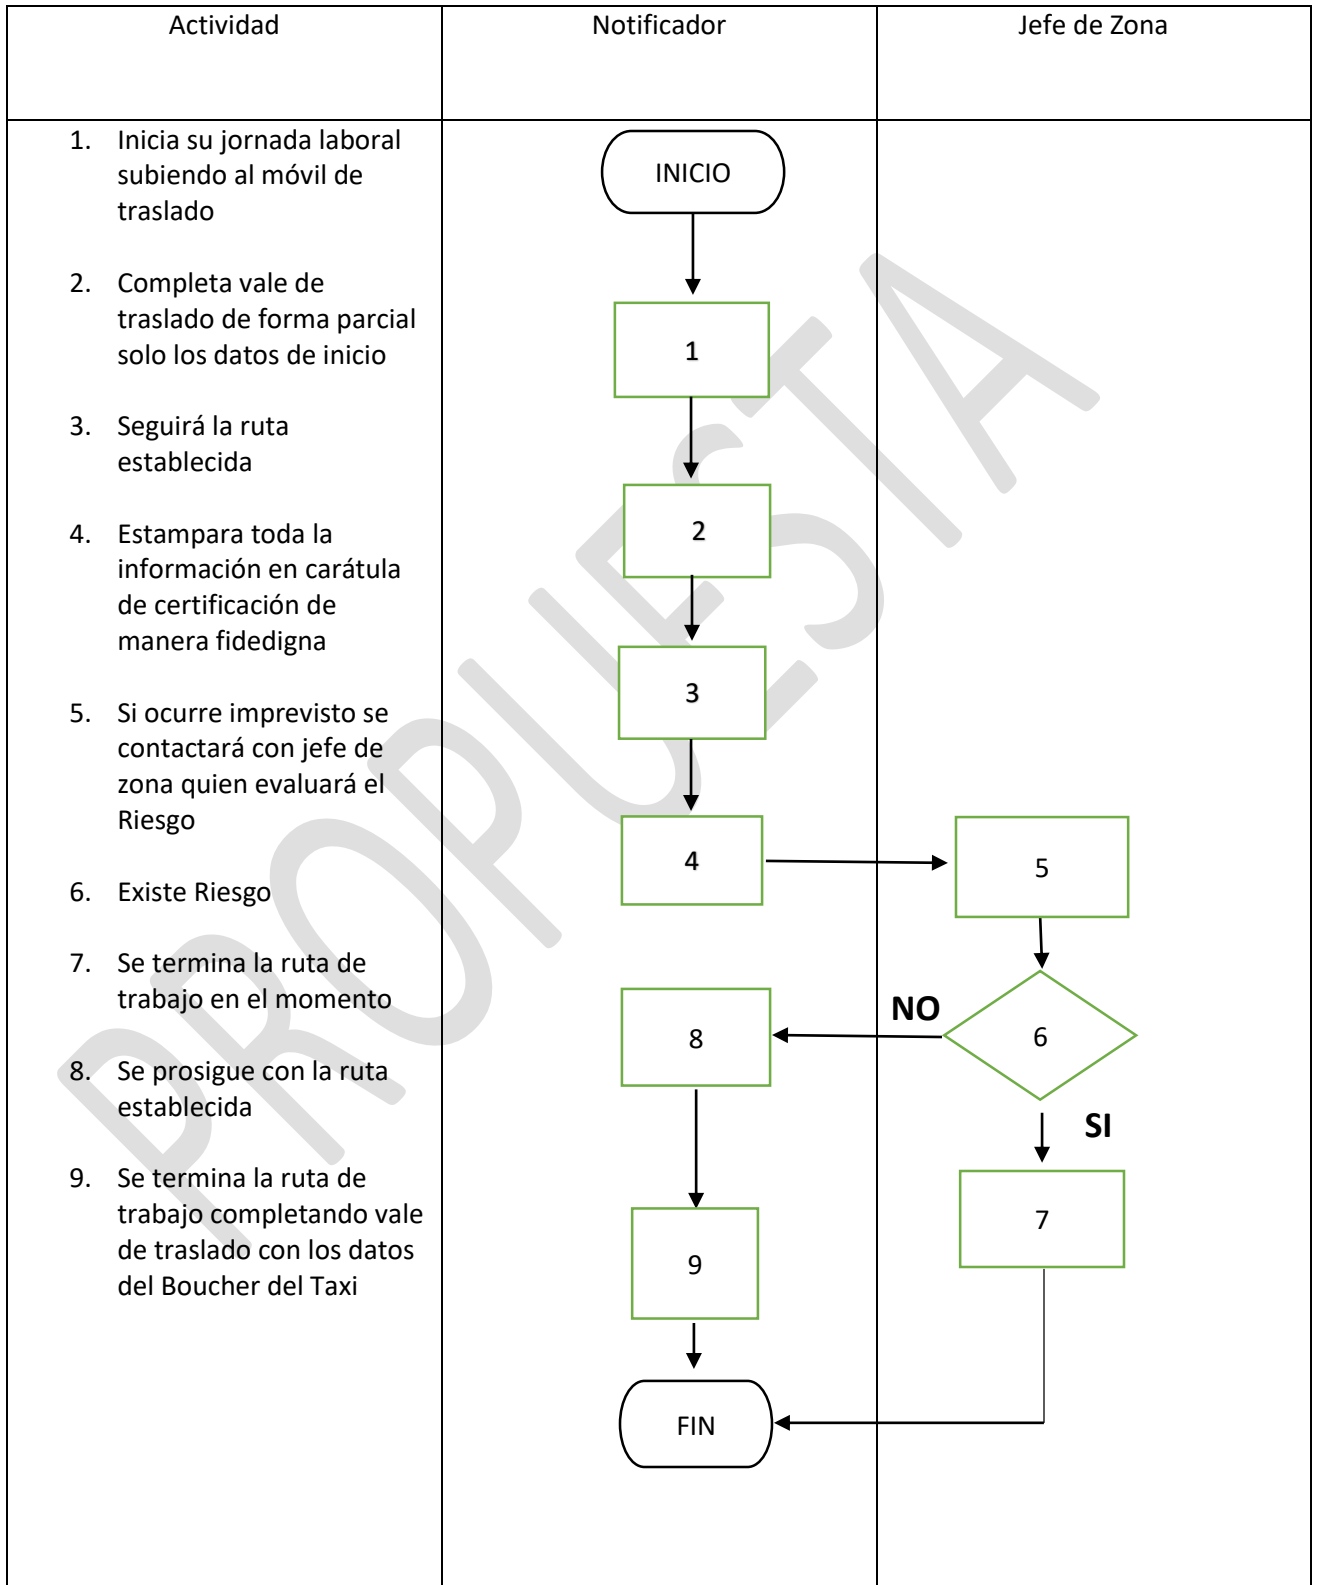 Actividad
Notificador
Jefe de Zona
1. Inicia su jornada laboral
subiendo al móvil de
traslado
2. Completa vale de
traslado de forma parcial
solo los datos de inicio
3. Seguirá la ruta
establecida
4. Estampara toda la
información en carátula
de certificación de
manera fidedigna
5. Si ocurre imprevisto se
contactará con jefe de
zona quien evaluará el
Riesgo
6. Existe Riesgo
7. Se termina la ruta de
trabajo en el momento
8. Se prosigue con la ruta
establecida
9. Se termina la ruta de
trabajo completando vale
de traslado con los datos
del Boucher del Taxi
INICIO
1
2
3
4
5
6
NO
8
SI
7
9
FIN
PROPUESTA